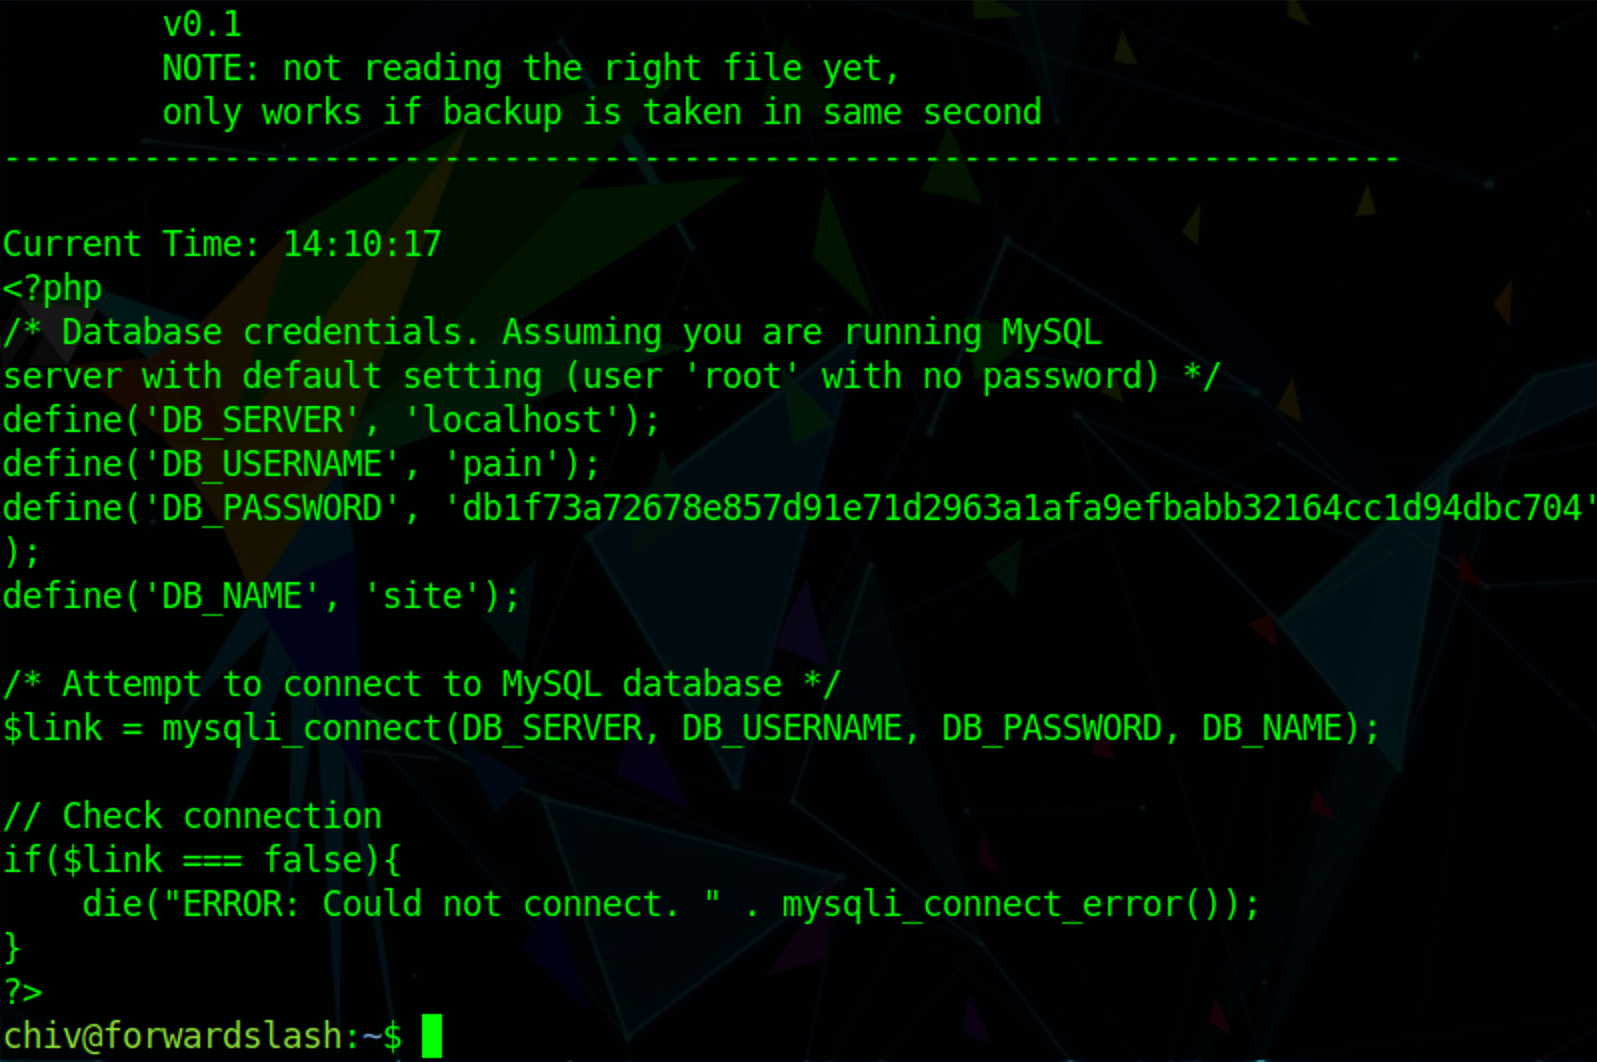 v0.1
NOTE: not reading the right file yet,
only works if backup is taken in same second
----------------------------------------------------------------------
Current Time: 14:10:17
<?php
/* Database credentials. Assuming you are running MySQL
server with default setting (user 'root' with no password) */
define('DB_SERVER', 'localhost');
define('DB_USERNAME', 'pain');
define('DB_PASSWORD', 'db1f73a72678e857d91e71d2963a1afa9efbabb32164cc1d94dbc704'
);
define('DB_NAME', 'site');
/* Attempt to connect to MySQL database */
$link = mysqli_connect(DB_SERVER, DB_USERNAME, DB_PASSWORD, DB_NAME);
// Check connection
if($link === false){
    die("ERROR: Could not connect. " . mysqli_connect_error());
}
?>
chiv@forwardslash:~$